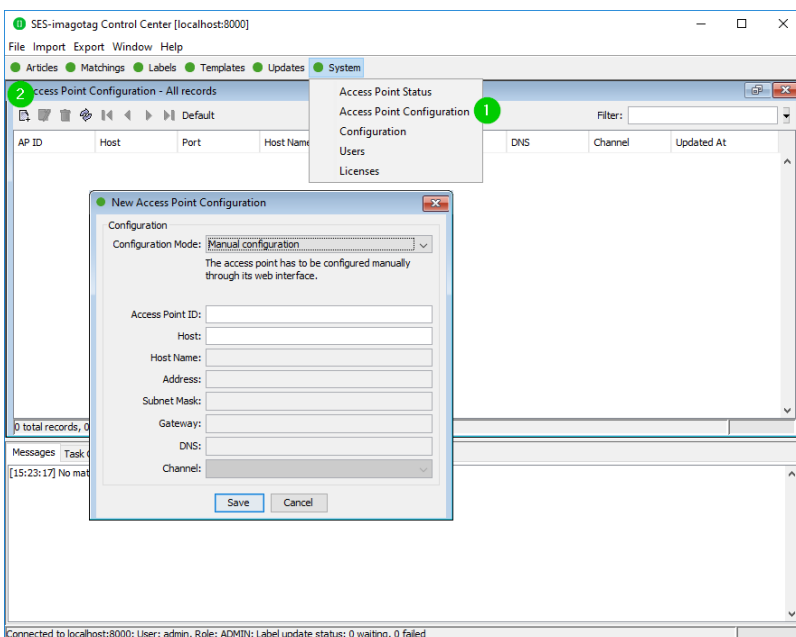 SES-imagotag Control Center [localhost:8000]
File Import Export Window Help
Articles Matchings Labels Templates Updates System
Access Point Status
Access Point Configuration 1
Configuration
Users
Licenses
2 ccess Point Configuration - All records
Default
Filter:
AP ID Host Port Host Name DNS Channel Updated At
New Access Point Configuration
Configuration
Configuration Mode: Manual configuration
The access point has to be configured manually
through its web interface.
Access Point ID:
Host:
Host Name:
Address:
Subnet Mask:
Gateway:
DNS:
Channel:
Save Cancel
0 total records, 0
Messages Task
[15:23:17] No mat
Connected to localhost:8000; User: admin, Role: ADMIN; Label update status: 0 waiting, 0 failed